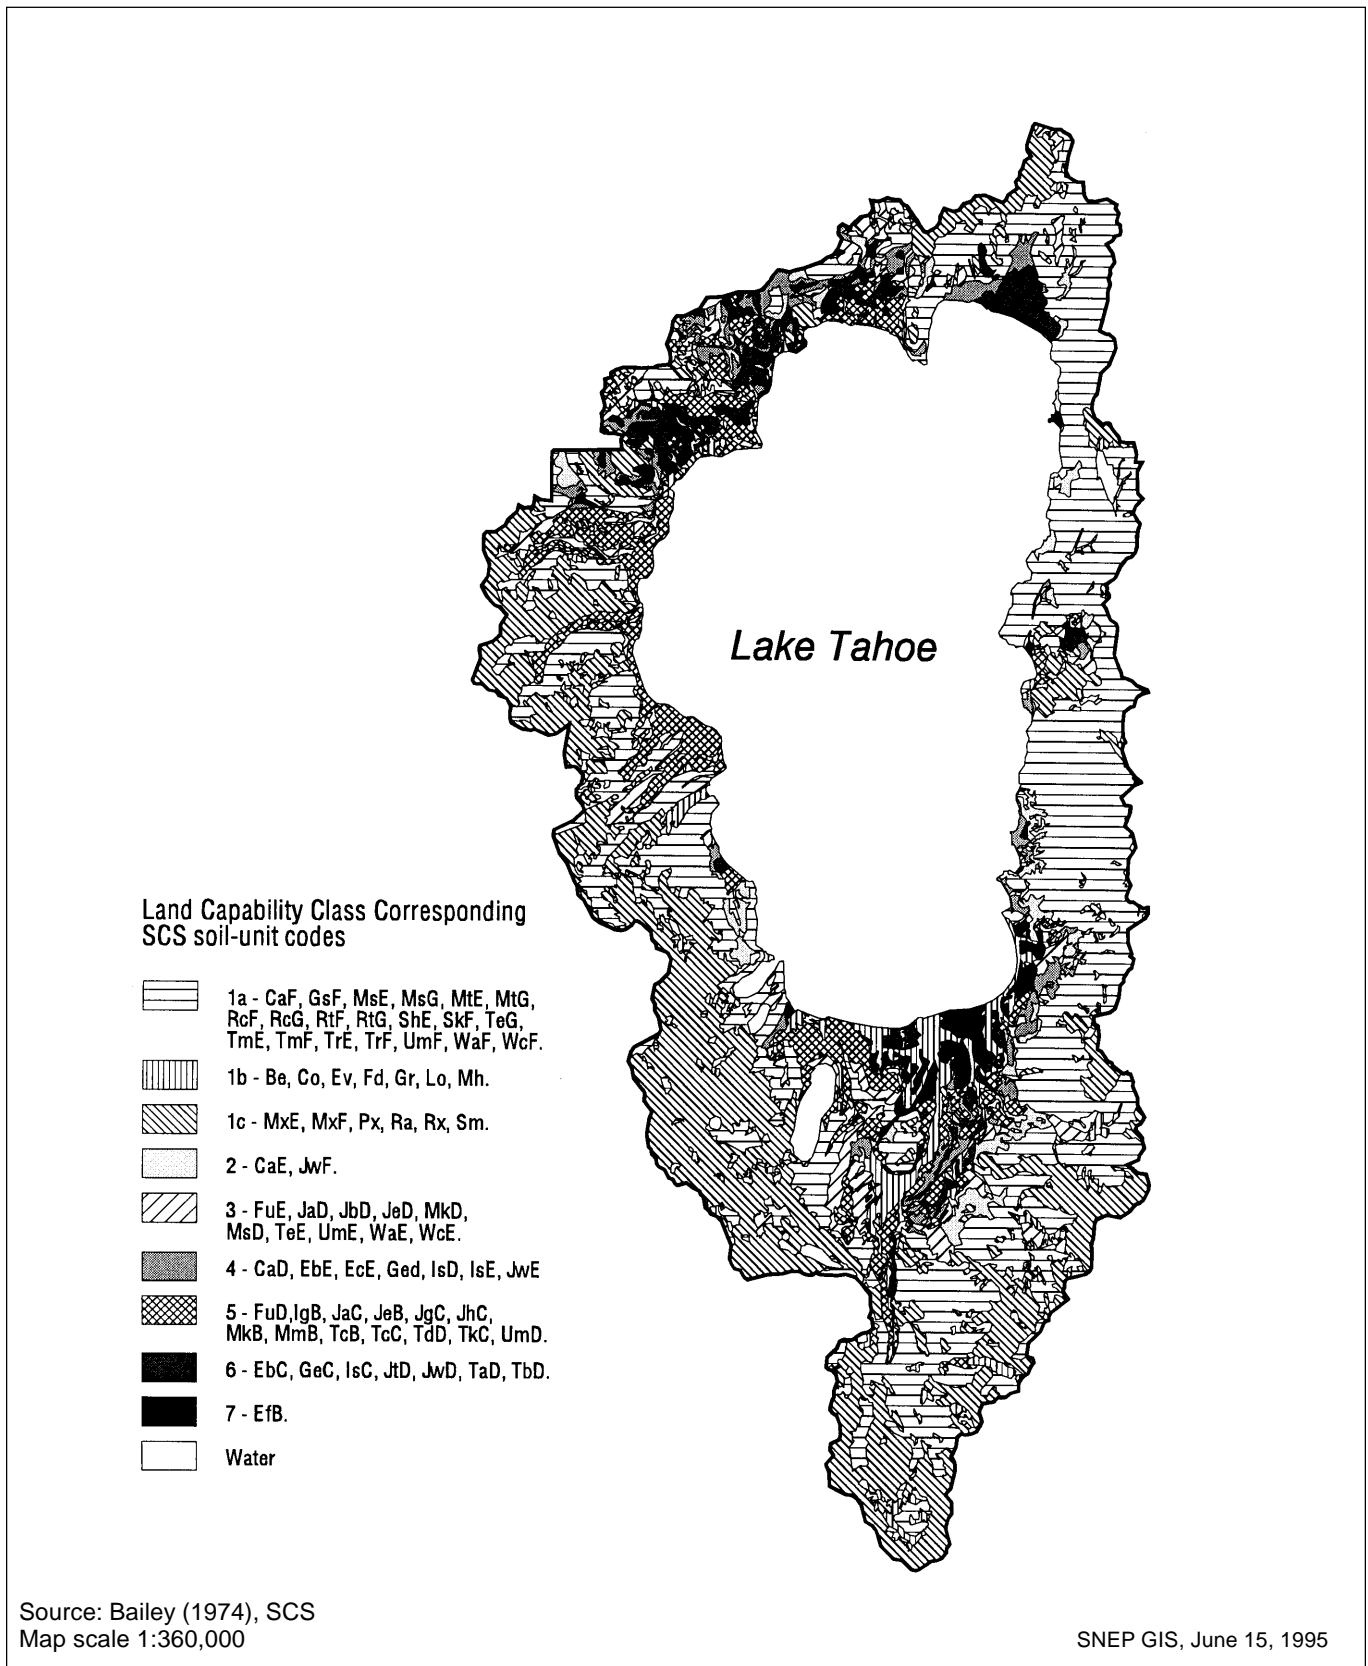 Lake Tahoe
Land Capability Class Corresponding
SCS soil-unit codes
1a - CaF, GsF, MsE, MsG, MtE, MtG,
RcF, RcG, RtF, RtG, ShE, SkF, TeG,
TmE, TmF, TrE, TrF, UmF, WaF, WcF.
1b - Be, Co, Ev, Fd, Gr, Lo, Mh.
1c - MxE, MxF, Px, Ra, Rx, Sm.
2 - CaE, JwF.
3 - FuE, JaD, JbD, JeD, MkD,
MsD, TeE, UmE, WaE, WcE.
4 - CaD, EbE, EcE, Ged, IsD, IsE, JwE
5 - FuD,IgB, JaC, JeB, JgC, JhC,
MkB, MmB, TcB, TcC, TdD, TkC, UmD.
6 - EbC, GeC, IsC, JtD, JwD, TaD, TbD.
7 - EfB.
Water
Source: Bailey (1974), SCS
Map scale 1:360,000
SNEP GIS, June 15, 1995